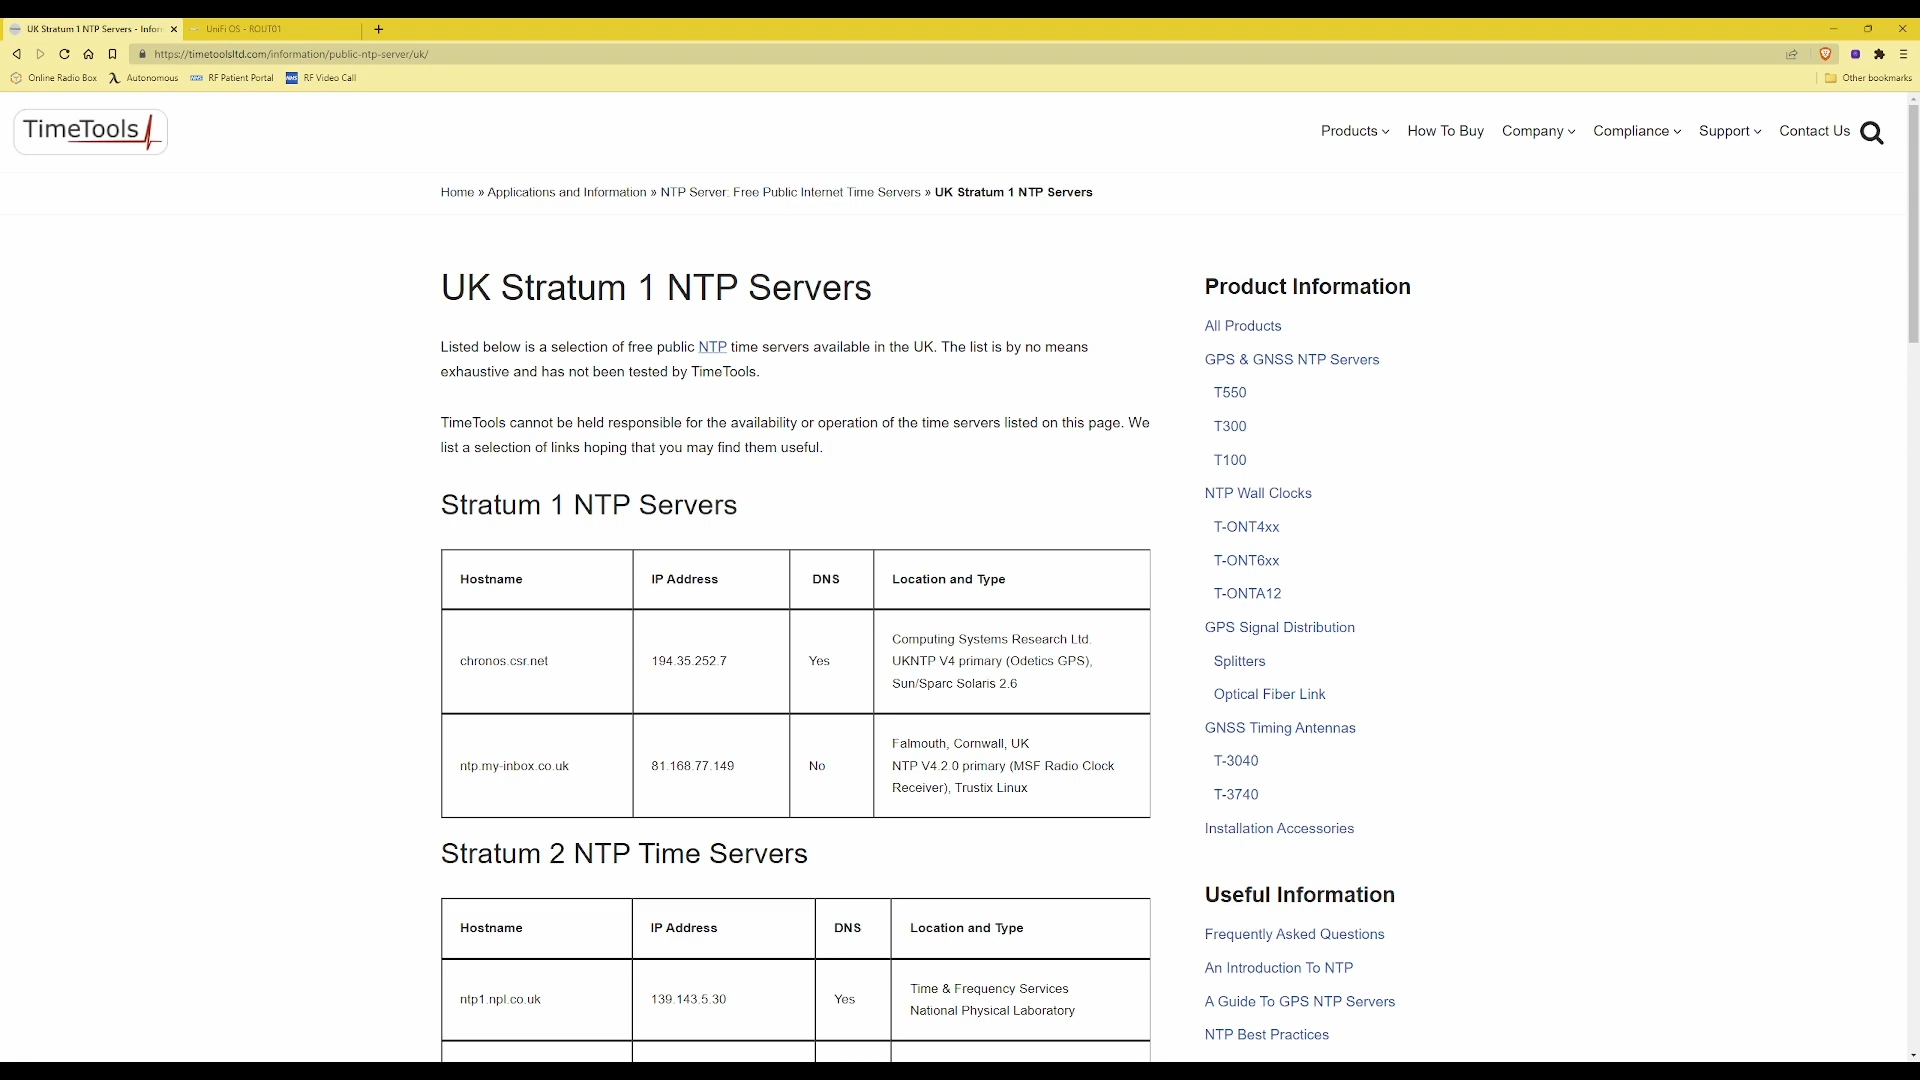 UK Stratum 1 NTP Servers - Infor
UniFi OS - ROUT01
https://timetoolsltd.com/information/public-ntp-server/uk/
Online Radio Box
Autonomous
RF Patient Portal
RF Video Call
Other bookmarks
TimeTools
Products
How To Buy
Company
Compliance
Support
Contact Us
Home » Applications and Information » NTP Server: Free Public Internet Time Servers » UK Stratum 1 NTP Servers
UK Stratum 1 NTP Servers
Listed below is a selection of free public NTP time servers available in the UK. The list is by no means
exhaustive and has not been tested by TimeTools.
TimeTools cannot be held responsible for the availability or operation of the time servers listed on this page. We
list a selection of links hoping that you may find them useful.
Stratum 1 NTP Servers
Hostname IP Address DNS Location and Type
chronos.csr.net 194.35.252.7 Yes Computing Systems Research Ltd.
UKNTP V4 primary (Odetics GPS),
Sun/Sparc Solaris 2.6
ntp.my-inbox.co.uk 81.168.77.149 No Falmouth, Cornwall, UK
NTP V4.2.0 primary (MSF Radio Clock
Receiver), Trustix Linux
Stratum 2 NTP Time Servers
Hostname IP Address DNS Location and Type
ntp1.npl.co.uk 139.143.5.30 Yes Time & Frequency Services
National Physical Laboratory
Product Information
All Products
GPS & GNSS NTP Servers
T550
T300
T100
NTP Wall Clocks
T-ONT4xx
T-ONT6xx
T-ONTA12
GPS Signal Distribution
Splitters
Optical Fiber Link
GNSS Timing Antennas
T-3040
T-3740
Installation Accessories
Useful Information
Frequently Asked Questions
An Introduction To NTP
A Guide To GPS NTP Servers
NTP Best Practices